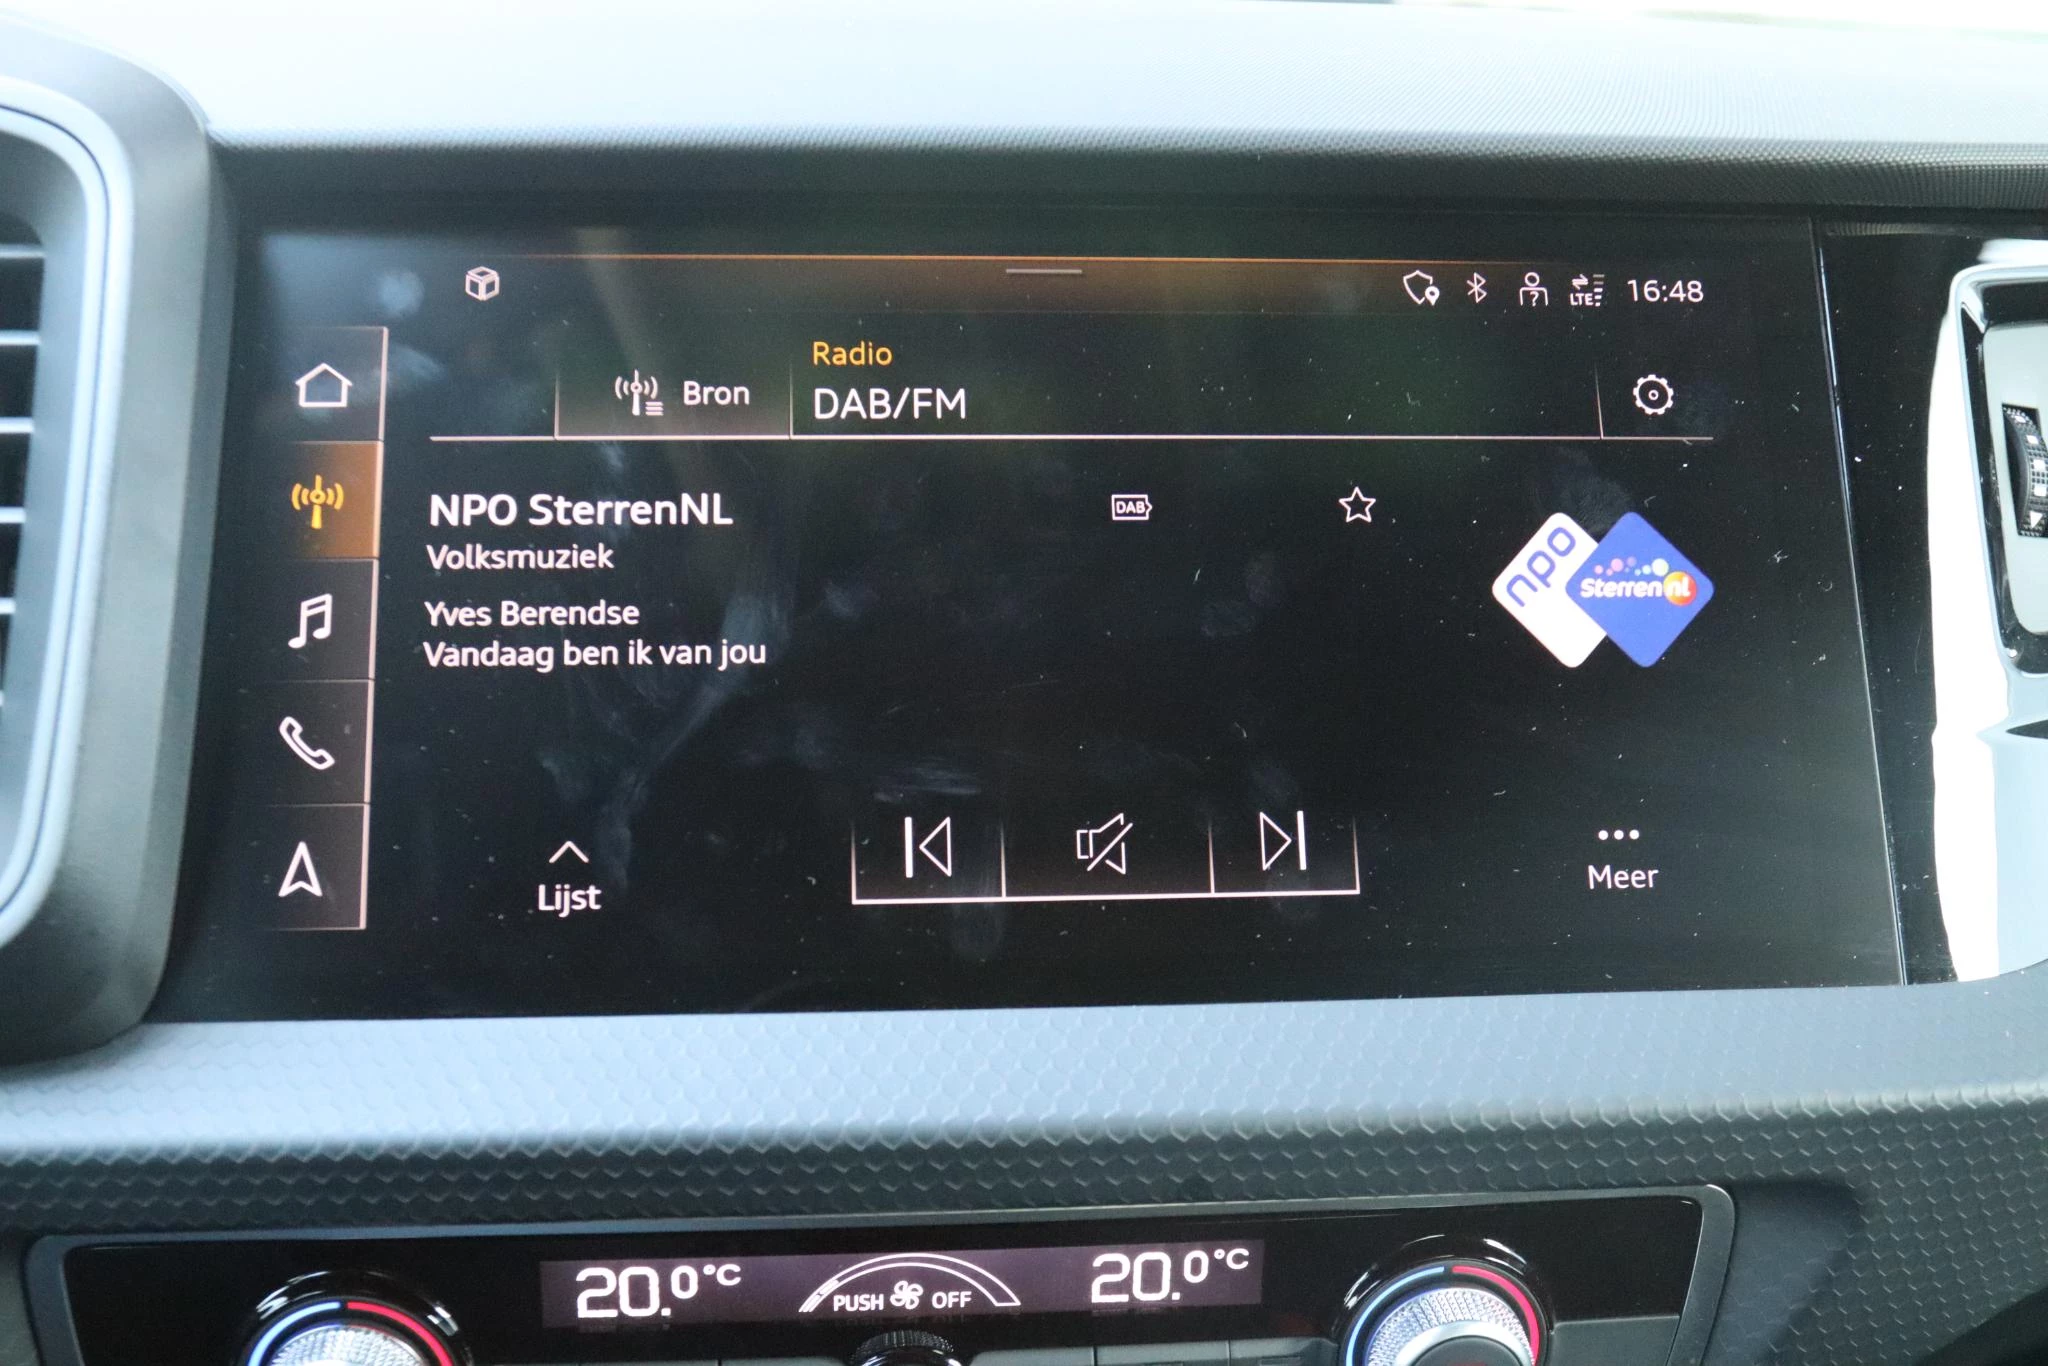 LTE 16:48
Radio
Bron
DAB/FM
NPO SterrenNL
DAB
Volksmuziek
Yves Berendse
Vandaag ben ik van jou
npo
Sterren nl
Lijst
Meer
20.0°C
PUSH OFF
20.0°C